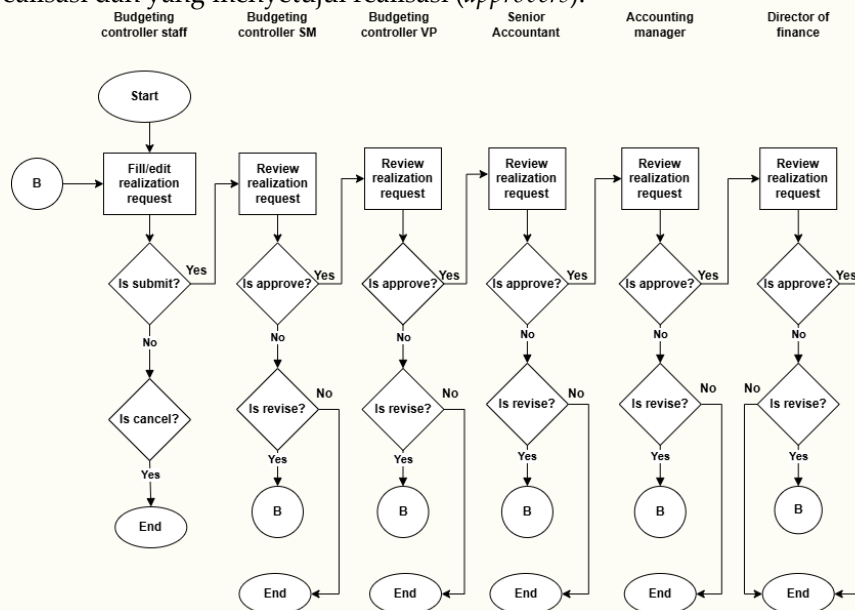 ealisasi dan yang menyetujui realisasi (approvers).
Budgeting
controller staff
Budgeting
controller SM
Budgeting
controller VP
Senior
Accountant
Accounting
manager
Director of
finance
Start
B
Fill/edit
realization
request
Review
realization
request
Review
realization
request
Review
realization
request
Review
realization
request
Review
realization
request
Is submit?
Yes
Is approve?
Yes
Is approve?
Yes
Is approve?
Yes
Is approve?
Yes
Is approve?
Yes
No
No
No
No
No
No
Is cancel?
Is revise?
No
Is revise?
No
Is revise?
No
Is revise?
No
No
Is revise?
Yes
Yes
Yes
Yes
Yes
Yes
End
B
B
B
B
B
End
End
End
End
End